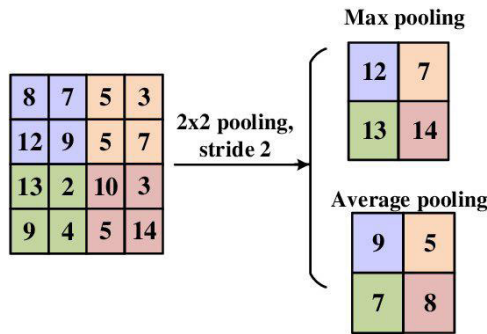 Max pooling
12 7
13 14
8 7 5 3
12 9 5 7
13 2 10 3
9 4 5 14
2x2 pooling,
stride 2
Average pooling
9 5
7 8